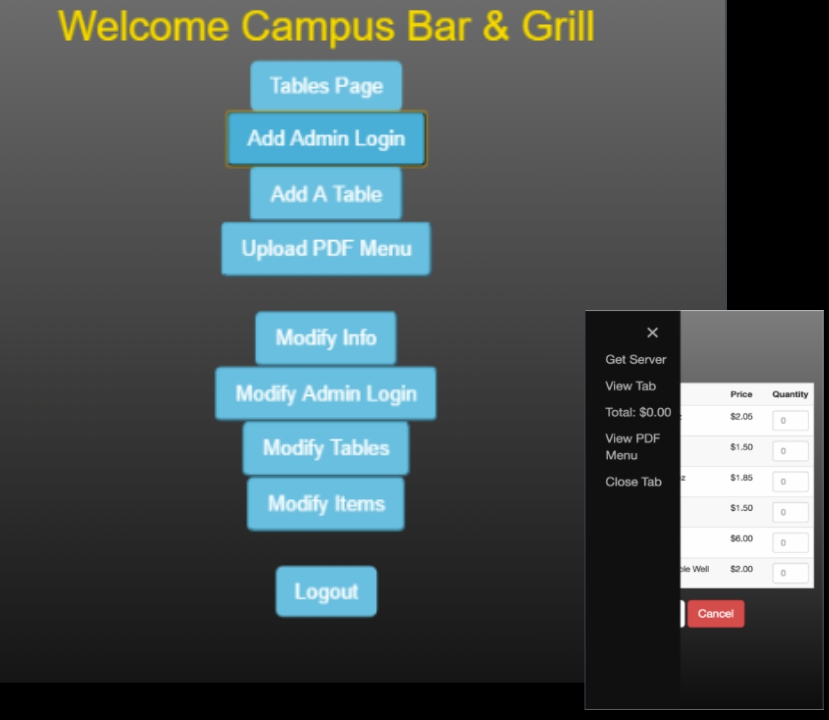 Welcome Campus Bar & Grill
Tables Page
Add Admin Login
Add A Table
Upload PDF Menu
Modify Info
Modify Admin Login
Modify Tables
Modify Items
Logout
×
Get Server
View Tab
Total: $0.00
View PDF
Menu
Close Tab
Price Quantity
$2.05 0
$1.50 0
z $1.85 0
$1.50 0
$6.00 0
Well $2.00 0
Cancel